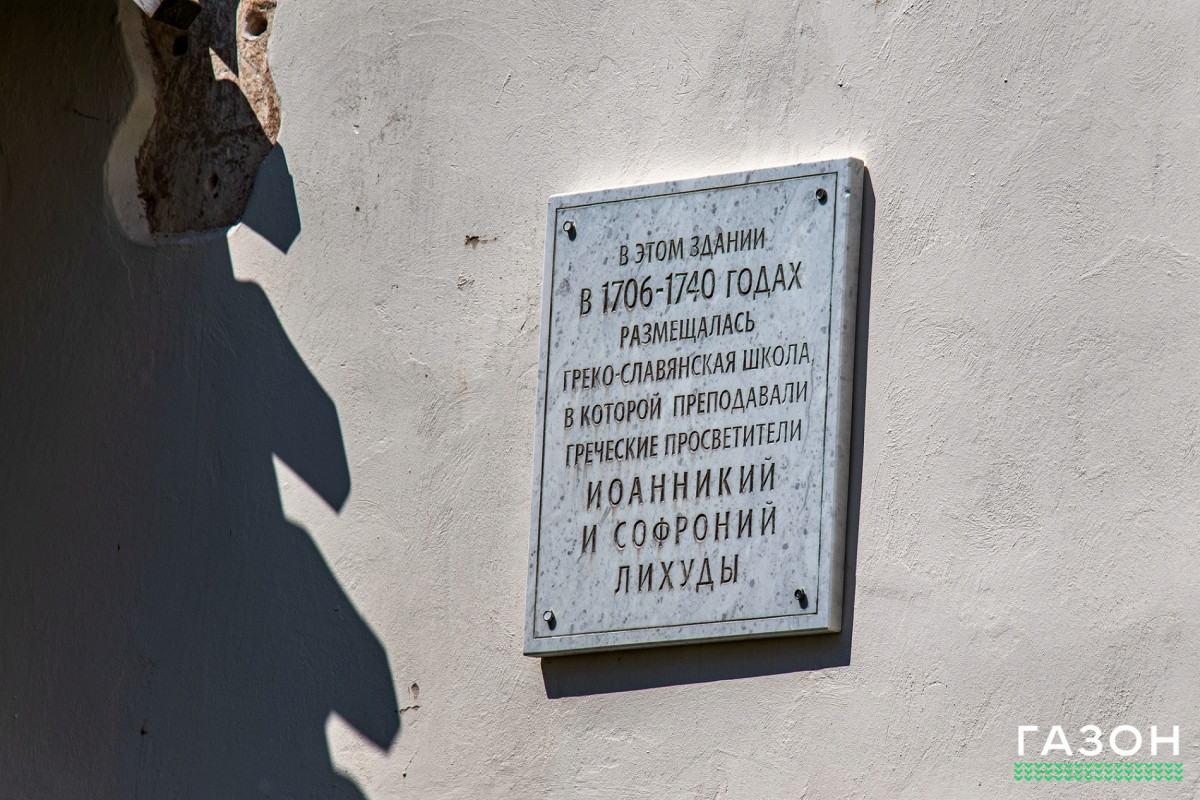 В ЭТОМ ЗДАНИИ
В 1706-1740 ГОДАХ
РАЗМЕЩАЛАСЬ
ГРЕКО-СЛАВЯНСКАЯ ШКОЛА,
В КОТОРОЙ ПРЕПОДАВАЛИ
ГРЕЧЕСКИЕ ПРОСВЕТИТЕЛИ
ИОАННИКИЙ
И СОФРОНИЙ
ЛИХУДЫ
ГАЗОН